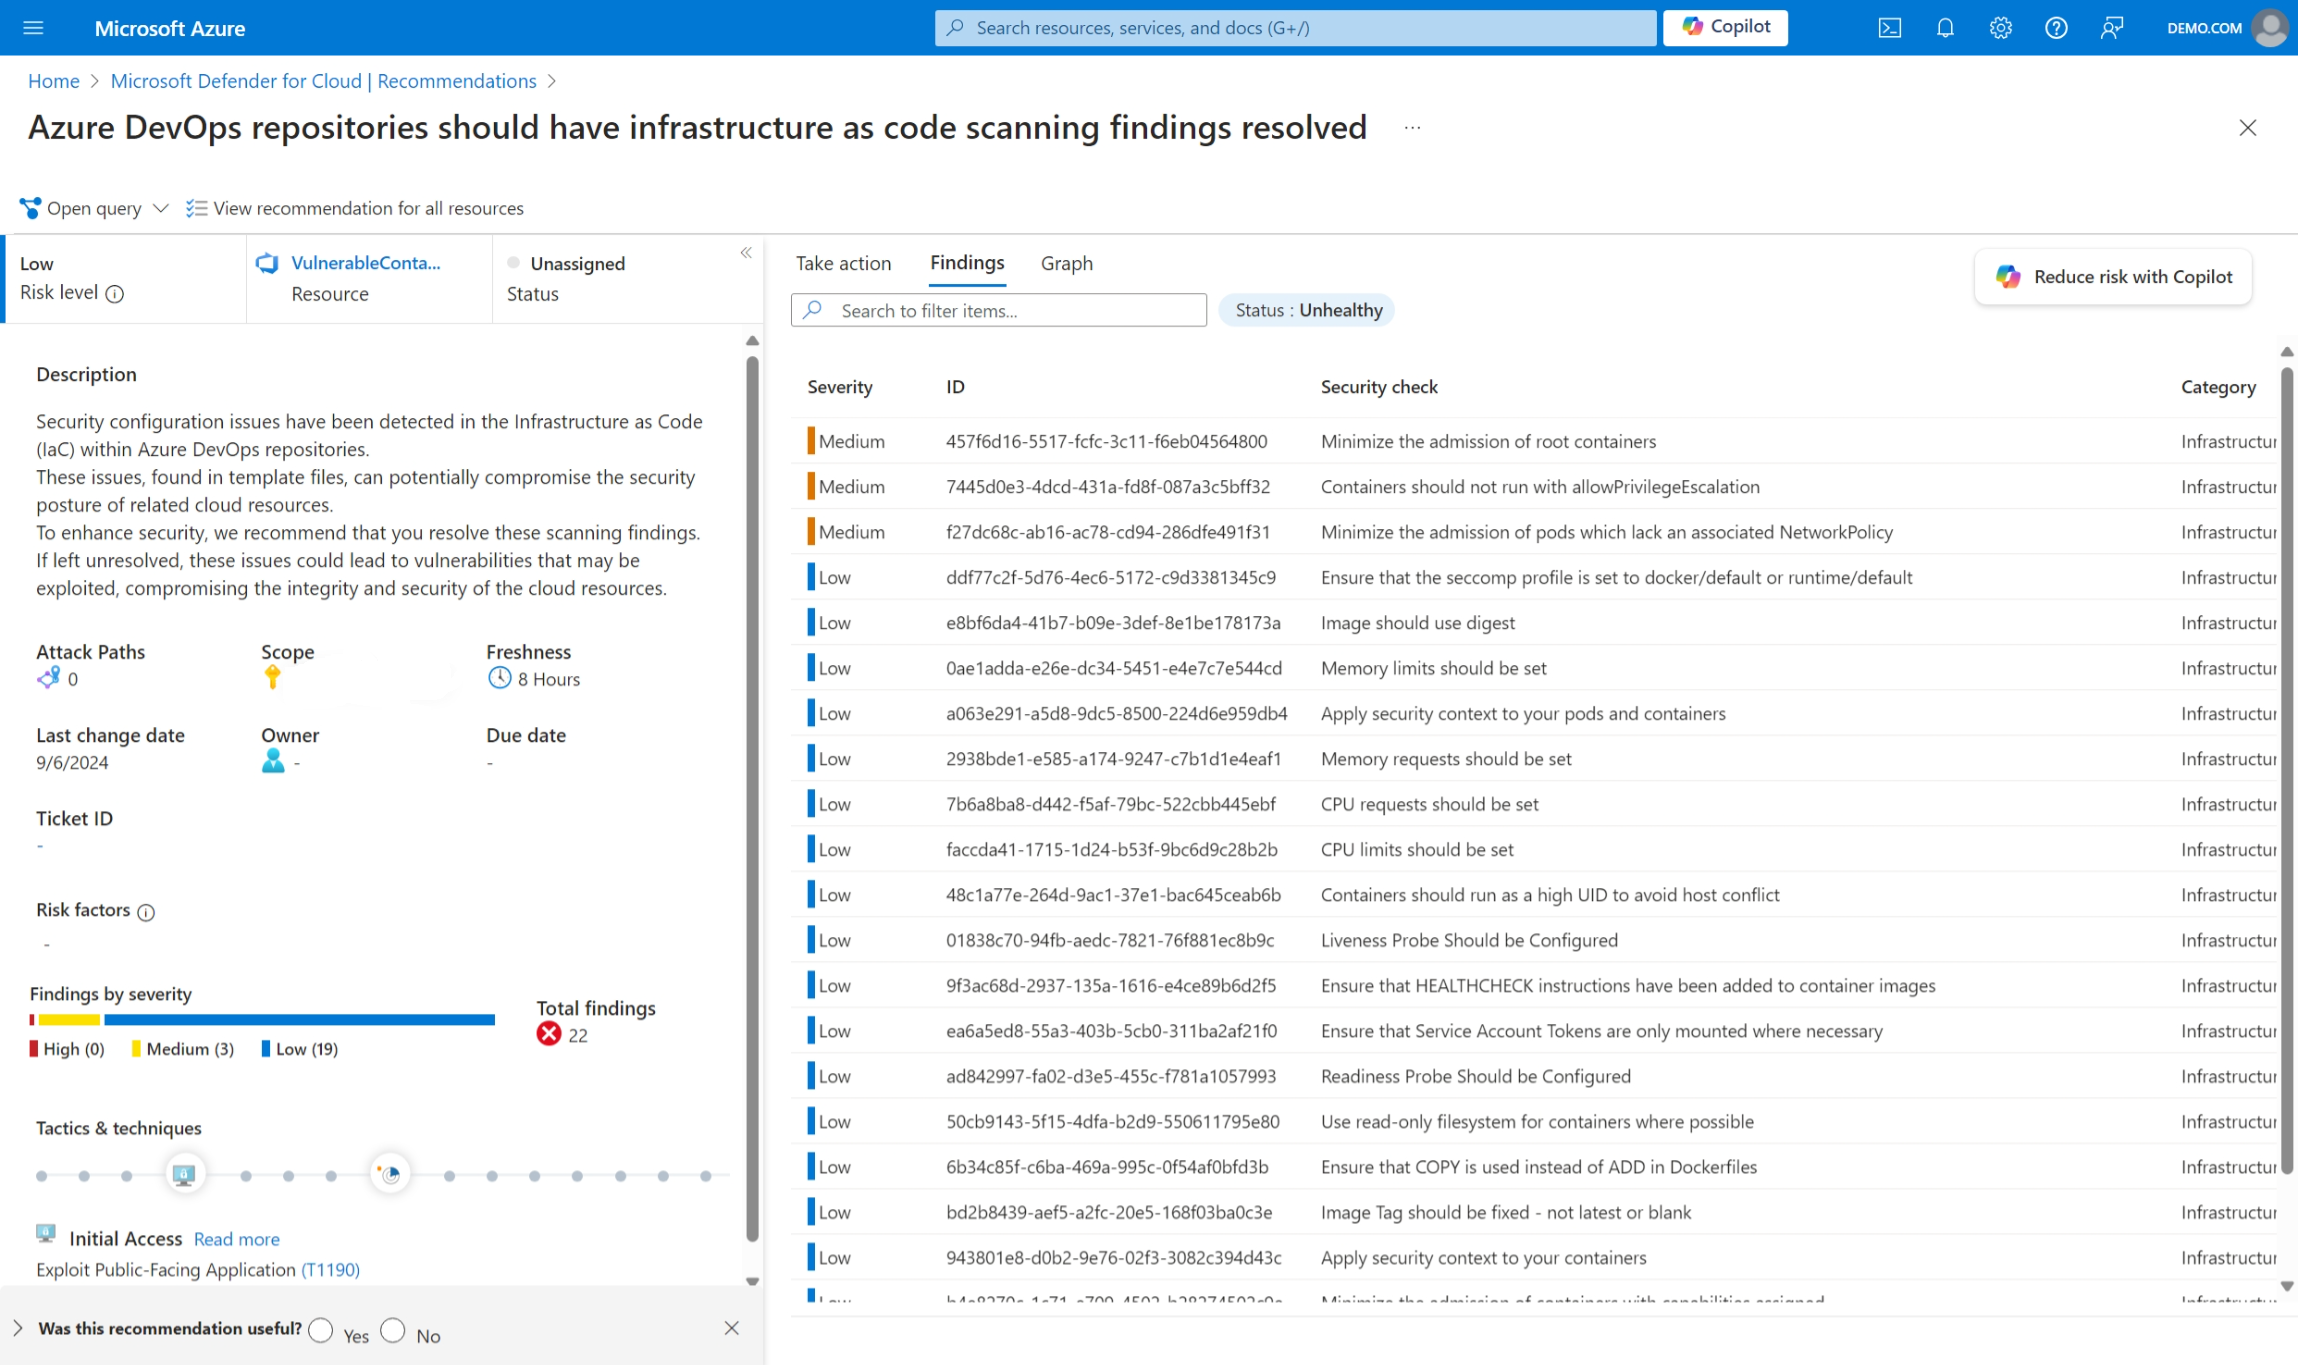 Microsoft Azure
Search resources, services, and docs (G+/)
Copilot
DEMO.COM
Home > Microsoft Defender for Cloud | Recommendations >
Azure DevOps repositories should have infrastructure as code scanning findings resolved ...
Open query
View recommendation for all resources
Low
Risk level
VulnerableConta...
Resource
Unassigned
Status
Description
Security configuration issues have been detected in the Infrastructure as Code
(IaC) within Azure DevOps repositories.
These issues, found in template files, can potentially compromise the security
posture of related cloud resources.
To enhance security, we recommend that you resolve these scanning findings.
If left unresolved, these issues could lead to vulnerabilities that may be
exploited, compromising the integrity and security of the cloud resources.
Attack Paths Scope Freshness
0 8 Hours
Last change date Owner Due date
9/6/2024 - -
Ticket ID
-
Risk factors
-
Findings by severity
High (0) Medium (3) Low (19)
Total findings
22
Tactics & techniques
Initial Access Read more
Exploit Public-Facing Application (T1190)
Was this recommendation useful? Yes No
Take action Findings Graph
Reduce risk with Copilot
Search to filter items...
Status : Unhealthy
Severity ID Security check Category
Medium 457f6d16-5517-fcfc-3c11-f6eb04564800 Minimize the admission of root containers Infrastructur
Medium 7445d0e3-4dcd-431a-fd8f-087a3c5bff32 Containers should not run with allowPrivilegeEscalation Infrastructur
Medium f27dc68c-ab16-ac78-cd94-286dfe491f31 Minimize the admission of pods which lack an associated NetworkPolicy Infrastructur
Low ddf77c2f-5d76-4ec6-5172-c9d3381345c9 Ensure that the seccomp profile is set to docker/default or runtime/default Infrastructur
Low e8bf6da4-41b7-b09e-3def-8e1be178173a Image should use digest Infrastructur
Low 0ae1adda-e26e-dc34-5451-e4e7c7e544cd Memory limits should be set Infrastructur
Low a063e291-a5d8-9dc5-8500-224d6e959db4 Apply security context to your pods and containers Infrastructur
Low 2938bde1-e585-a174-9247-c7b1d1e4eaf1 Memory requests should be set Infrastructur
Low 7b6a8ba8-d442-f5af-79bc-522cbb445ebf CPU requests should be set Infrastructur
Low faccda41-1715-1d24-b53f-9bc6d9c28b2b CPU limits should be set Infrastructur
Low 48c1a77e-264d-9ac1-37e1-bac645ceab6b Containers should run as a high UID to avoid host conflict Infrastructur
Low 01838c70-94fb-aedc-7821-76f881ec8b9c Liveness Probe Should be Configured Infrastructur
Low 9f3ac68d-2937-135a-1616-e4ce89b6d2f5 Ensure that HEALTHCHECK instructions have been added to container images Infrastructur
Low ea6a5ed8-55a3-403b-5cb0-311ba2af21f0 Ensure that Service Account Tokens are only mounted where necessary Infrastructur
Low ad842997-fa02-d3e5-455c-f781a1057993 Readiness Probe Should be Configured Infrastructur
Low 50cb9143-5f15-4dfa-b2d9-550611795e80 Use read-only filesystem for containers where possible Infrastructur
Low 6b34c85f-c6ba-469a-995c-0f54af0bfd3b Ensure that COPY is used instead of ADD in Dockerfiles Infrastructur
Low bd2b8439-aef5-a2fc-20e5-168f03ba0c3e Image Tag should be fixed - not latest or blank Infrastructur
Low 943801e8-d0b2-9e76-02f3-3082c394d43c Apply security context to your containers Infrastructur
Low Minimize the admission of containers with capabilities assigned Infrastructur